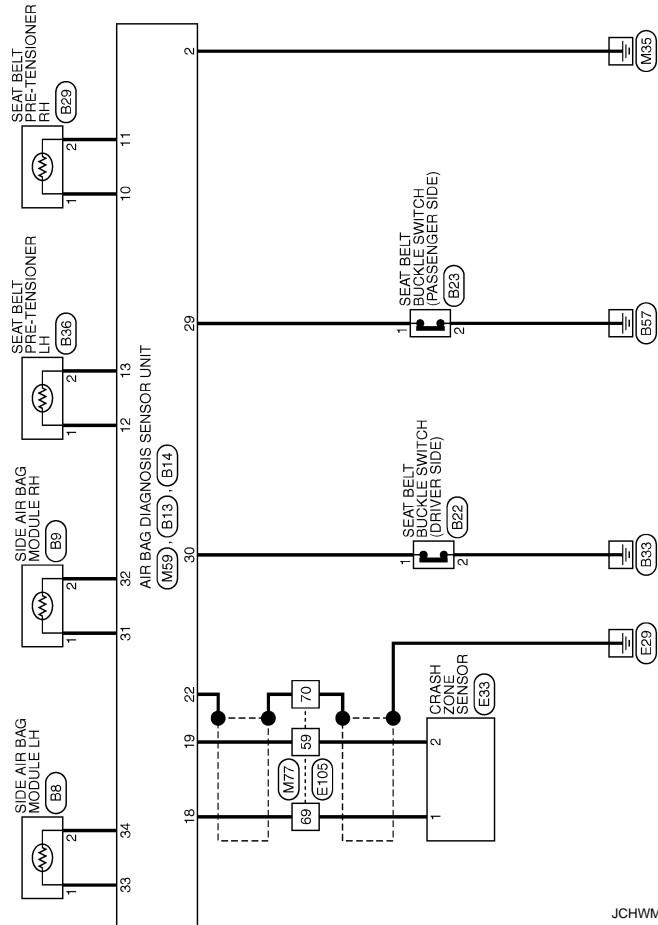 SIDE AIR BAG
MODULE LH
B8
1
2
33
34
SIDE AIR BAG
MODULE RH
B9
1
2
31
32
SEAT BELT
PRE-TENSIONER
LH
B36
1
2
12
13
SEAT BELT
PRE-TENSIONER
RH
B29
1
2
10
11
AIR BAG DIAGNOSIS SENSOR UNIT
M59 , B13 , B14
18
19
22
30
29
2
69
59
70
M77
E105
1
2
CRASH
ZONE
SENSOR
E33
E29
SEAT BELT
BUCKLE SWITCH
(DRIVER SIDE)
B22
1
2
B33
SEAT BELT
BUCKLE SWITCH
(PASSENGER SIDE)
B23
1
2
B57
M35
JCHWM